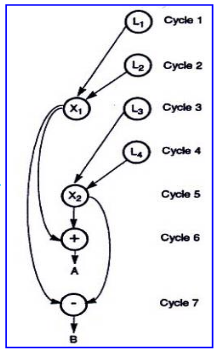 L1 Cycle 1
L2 Cycle 2
X1
L3 Cycle 3
L4 Cycle 4
X2 Cycle 5
+ Cycle 6
A
- Cycle 7
B